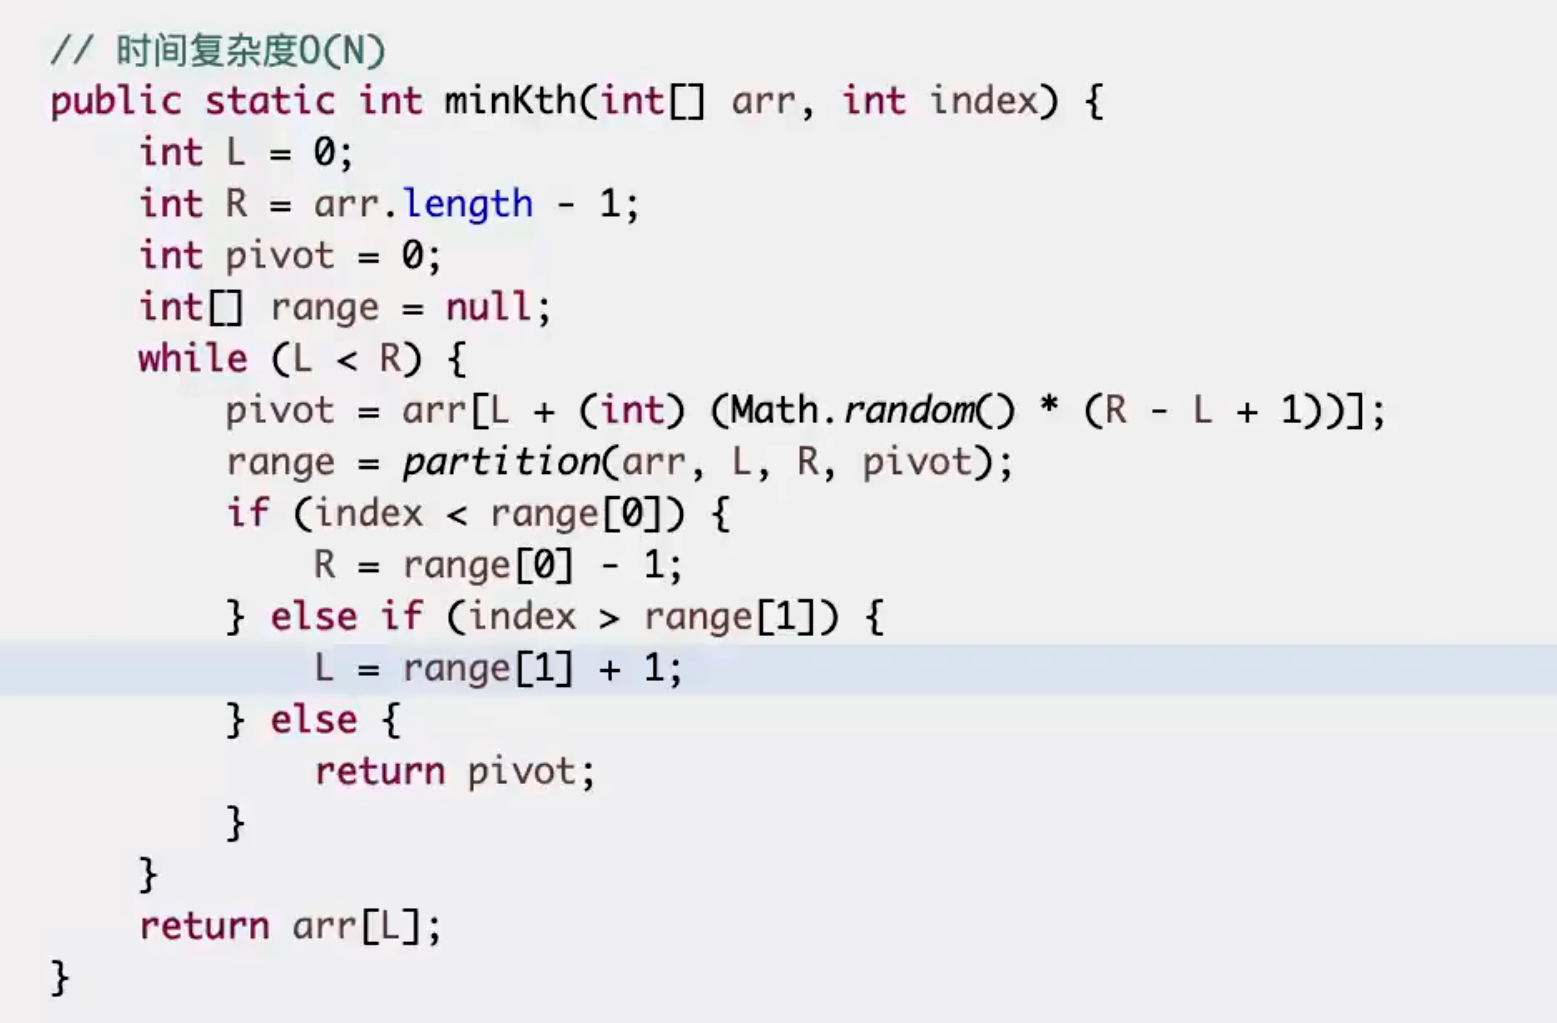 // 时间复杂度O(N)
public static int minKth(int[] arr, int index) {
    int L = 0;
    int R = arr.length - 1;
    int pivot = 0;
    int[] range = null;
    while (L < R) {
        pivot = arr[L + (int) (Math.random() * (R - L + 1))];
        range = partition(arr, L, R, pivot);
        if (index < range[0]) {
            R = range[0] - 1;
        } else if (index > range[1]) {
            L = range[1] + 1;
        } else {
            return pivot;
        }
    }
    return arr[L];
}